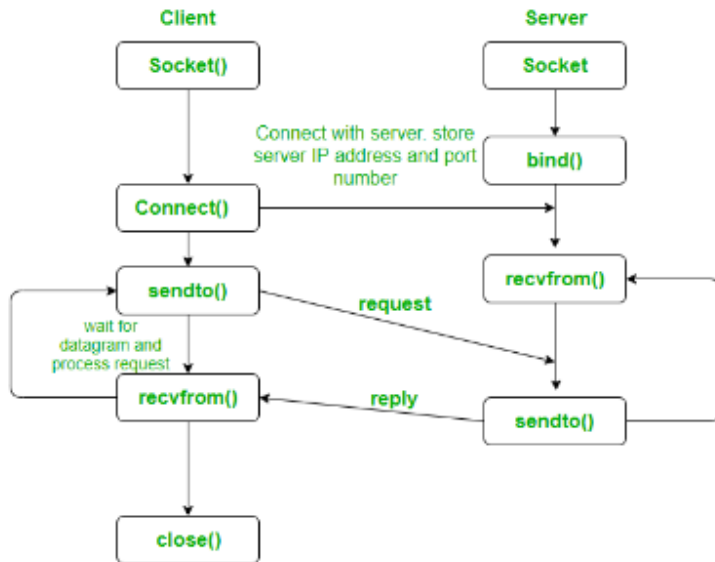 Client
Server
Socket()
Socket
Connect with server. store
server IP address and port
number
bind()
Connect()
sendto()
request
recvfrom()
wait for
datagram and
process request
recvfrom()
reply
sendto()
close()